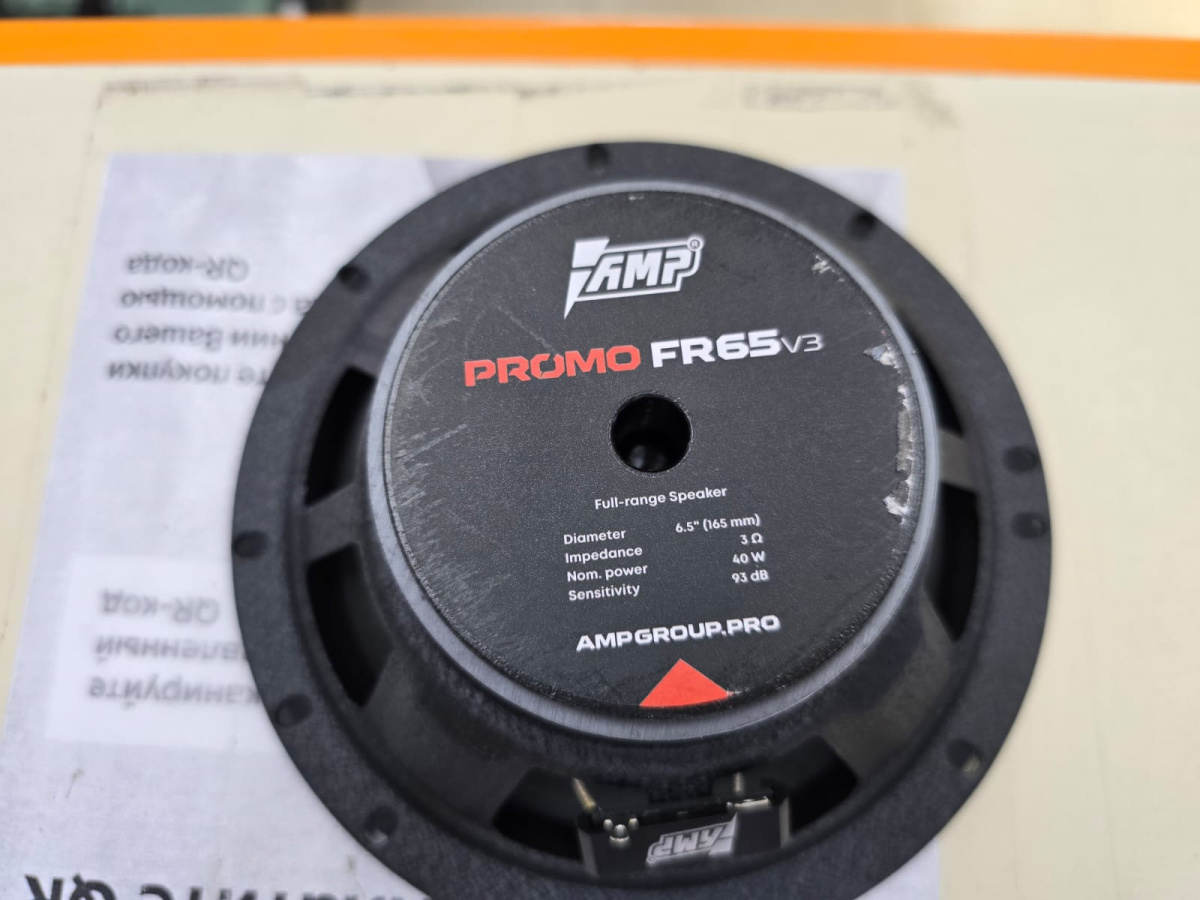 AMP®
PROMO FR65V3
Full-range Speaker
Diameter 6.5" (165 mm)
Impedance 3 Ω
Nom. power 40 W
Sensitivity 93 dB
AMPGROUP.PRO
AMP
QR-код
QR-кода
с помощью
Вашего
покупки